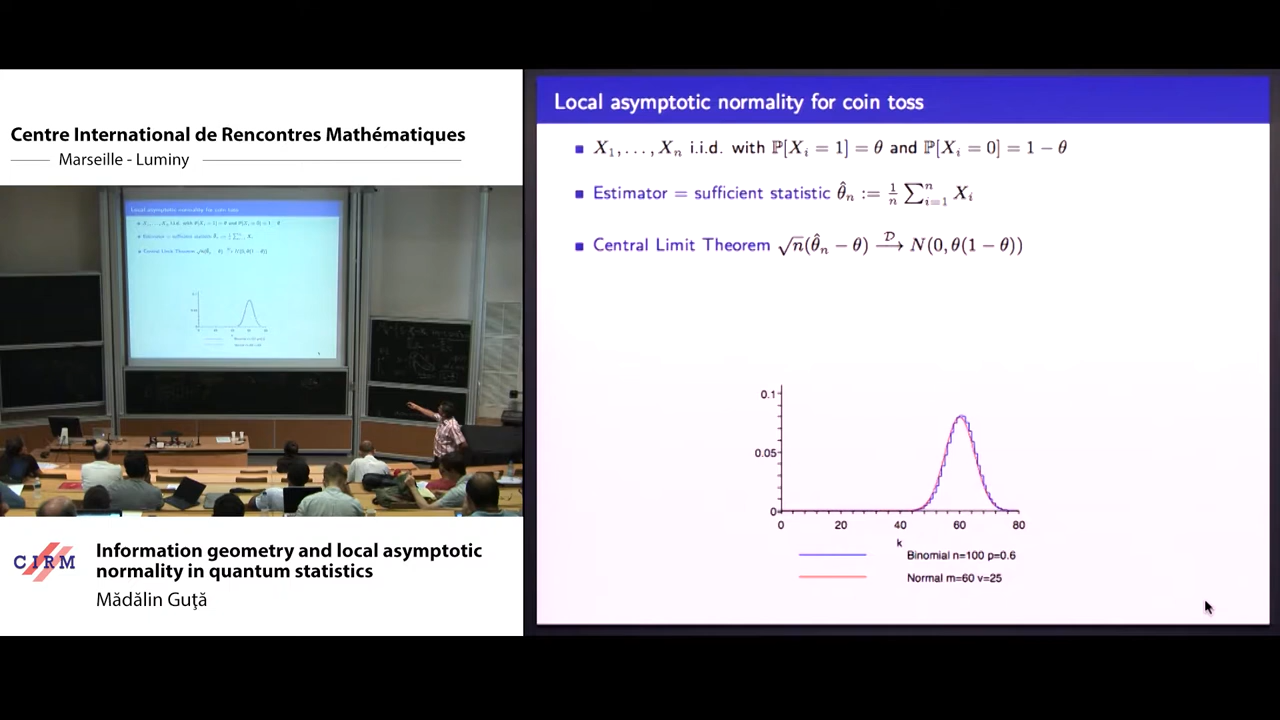 Centre International de Rencontres Mathématiques
Marseille - Luminy
Local asymptotic normality for coin toss
X₁, . . . , Xₙ i.i.d. with ℙ[Xᵢ = 1] = θ and ℙ[Xᵢ = 0] = 1 − θ
Estimator = sufficient statistic θ̂ₙ := 1/n ∑ⁿᵢ₌₁ Xᵢ
Central Limit Theorem √n(θ̂ₙ − θ) —𝒟→ N(0, θ(1 − θ))
0.1
0.05
0
0 20 40 60 80
k
Binomial n=100 p=0.6
Normal m=60 v=25
CIRM
Information geometry and local asymptotic
normality in quantum statistics
Mădălin Guţă